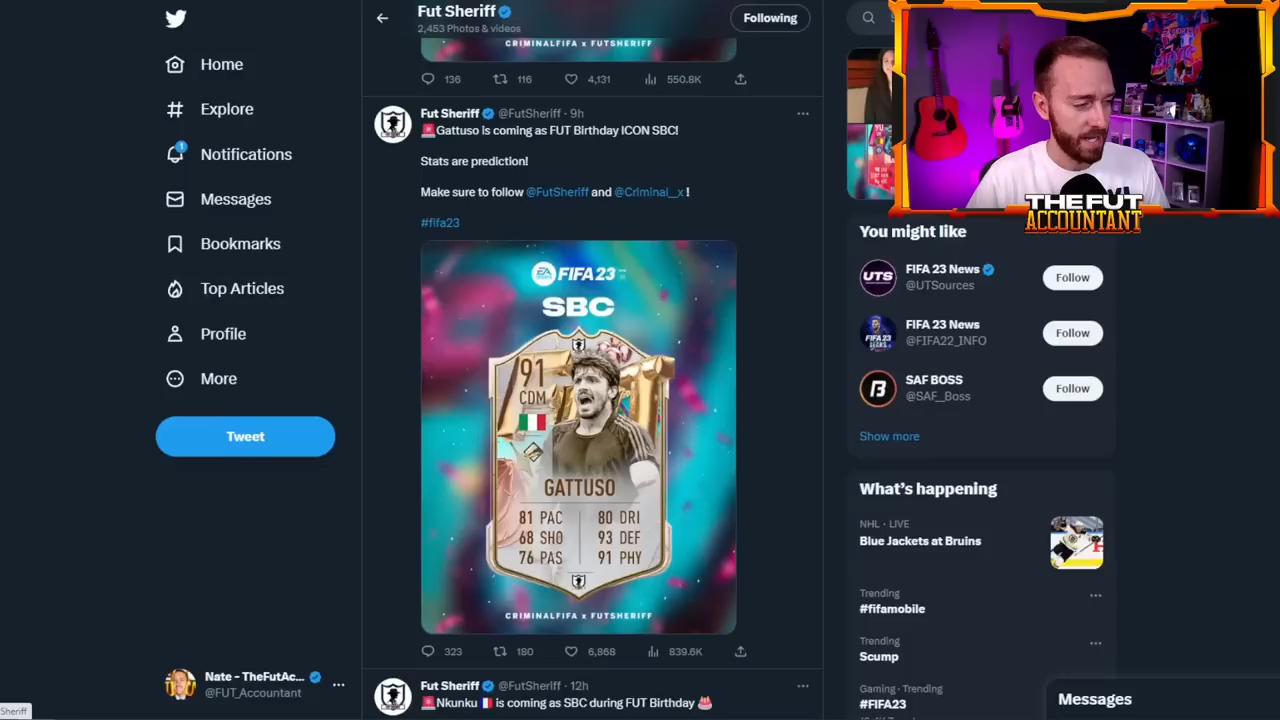 Fut Sheriff
2,453 Photos & videos
Following
Home
Explore
1
Notifications
Messages
Bookmarks
Top Articles
Profile
More
Tweet
Nate - TheFutAc...
@FUT_Accountant
Sheriff
CRIMINALFIFA x FUTSHERIFF
136
116
4,131
550.8K
Fut Sheriff @FutSheriff · 9h
🚨Gattuso is coming as FUT Birthday ICON SBC!
Stats are prediction!
Make sure to follow @FutSheriff and @Criminal__x !
#fifa23
EA SPORTS FIFA 23
SBC
91
CDM
GATTUSO
81 PAC 80 DRI
68 SHO 93 DEF
76 PAS 91 PHY
CRIMINALFIFA x FUTSHERIFF
323
180
6,868
839.6K
Fut Sheriff @FutSheriff · 12h
🚨Nkunku 🇫🇷 is coming as SBC during FUT Birthday 🎂
THE FUT
ACCOUNTANT
You might like
UTS
FIFA 23 News
@UTSources
Follow
FIFA 23 News
@FIFA22_INFO
Follow
SAF BOSS
@SAF__Boss
Follow
Show more
What's happening
NHL · LIVE
Blue Jackets at Bruins
Trending
#fifamobile
Trending
Scump
Gaming · Trending
#FIFA23
Messages